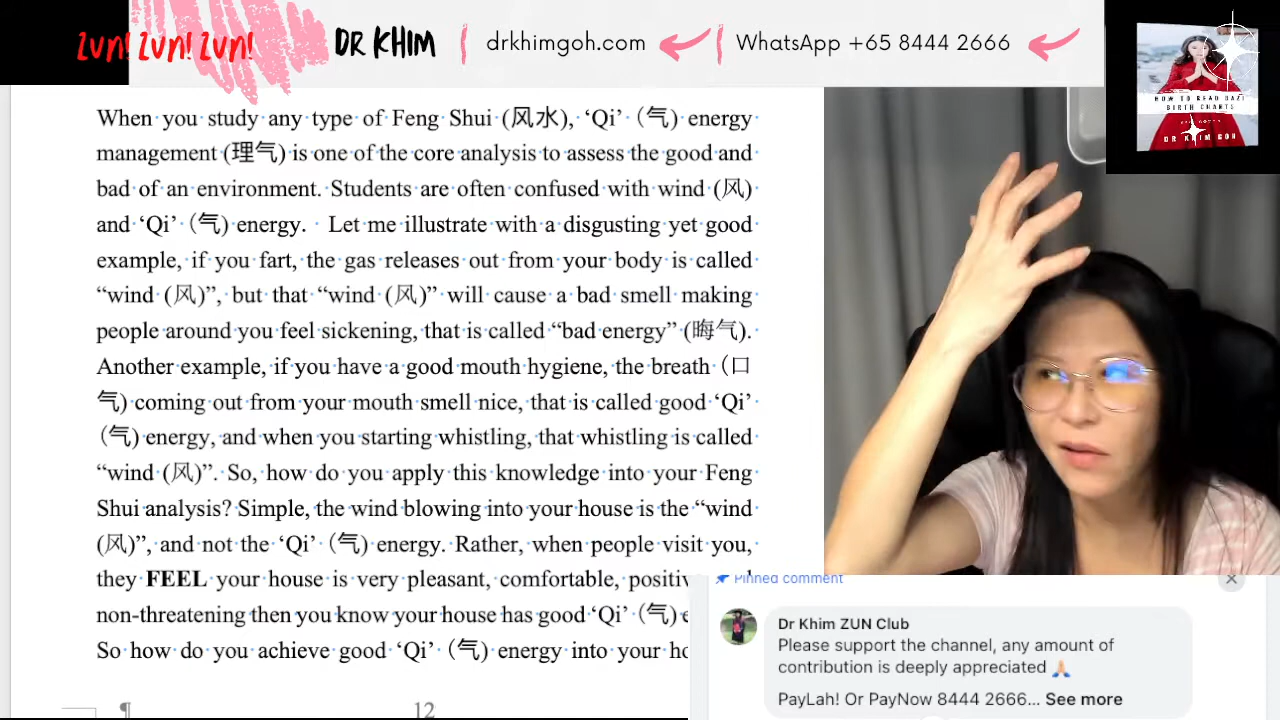 zun! zun! zun!
DR KHIM
drkhimgoh.com
WhatsApp +65 8444 2666
HOW TO READ BAZI
BIRTH CHARTS
DR KHIM GOH
When you study any type of Feng Shui (风水), ‘Qi’ (气) energy
management (理气) is one of the core analysis to assess the good and
bad of an environment. Students are often confused with wind (风)
and ‘Qi’ (气) energy. Let me illustrate with a disgusting yet good
example, if you fart, the gas releases out from your body is called
“wind (风)”, but that “wind (风)” will cause a bad smell making
people around you feel sickening, that is called “bad energy” (晦气).
Another example, if you have a good mouth hygiene, the breath (口
气) coming out from your mouth smell nice, that is called good ‘Qi’
(气) energy, and when you starting whistling, that whistling is called
“wind (风)”. So, how do you apply this knowledge into your Feng
Shui analysis? Simple, the wind blowing into your house is the “wind
(风)”, and not the ‘Qi’ (气) energy. Rather, when people visit you,
they FEEL your house is very pleasant, comfortable, positiv
non-threatening then you know your house has good ‘Qi’ (气) e
So how do you achieve good ‘Qi’ (气) energy into your ho
¶
12
Pinned comment
Dr Khim ZUN Club
Please support the channel, any amount of
contribution is deeply appreciated 🙏🏻
PayLah! Or PayNow 8444 2666... See more